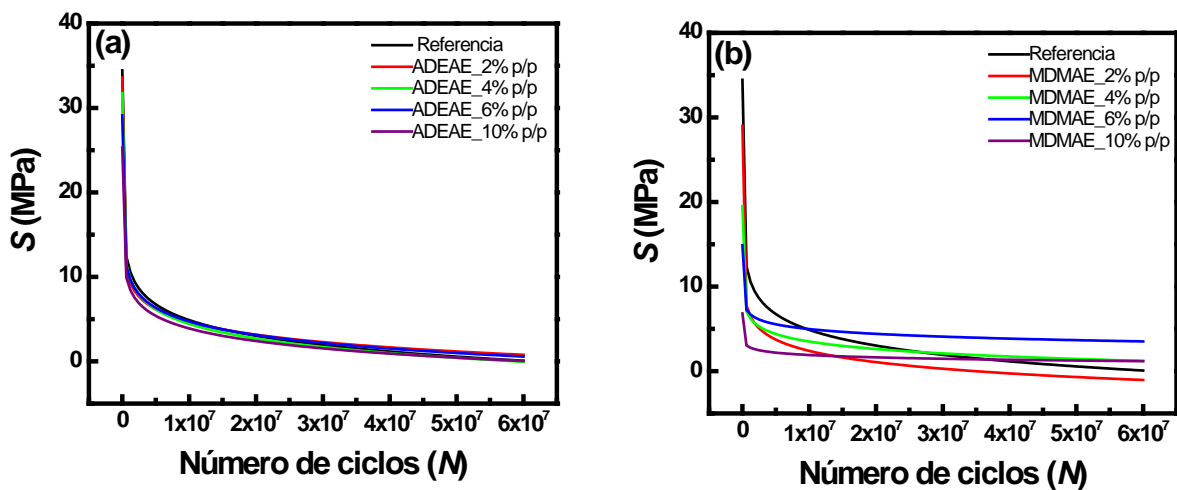 (a)
Referencia
ADEAE_2% p/p
ADEAE_4% p/p
ADEAE_6% p/p
ADEAE_10% p/p
S (MPa)
40
30
20
10
0
0 1x10⁷ 2x10⁷ 3x10⁷ 4x10⁷ 5x10⁷ 6x10⁷
Número de ciclos (N)
(b)
Referencia
MDMAE_2% p/p
MDMAE_4% p/p
MDMAE_6% p/p
MDMAE_10% p/p
S (MPa)
40
30
20
10
0
0 1x10⁷ 2x10⁷ 3x10⁷ 4x10⁷ 5x10⁷ 6x10⁷
Número de ciclos (N)